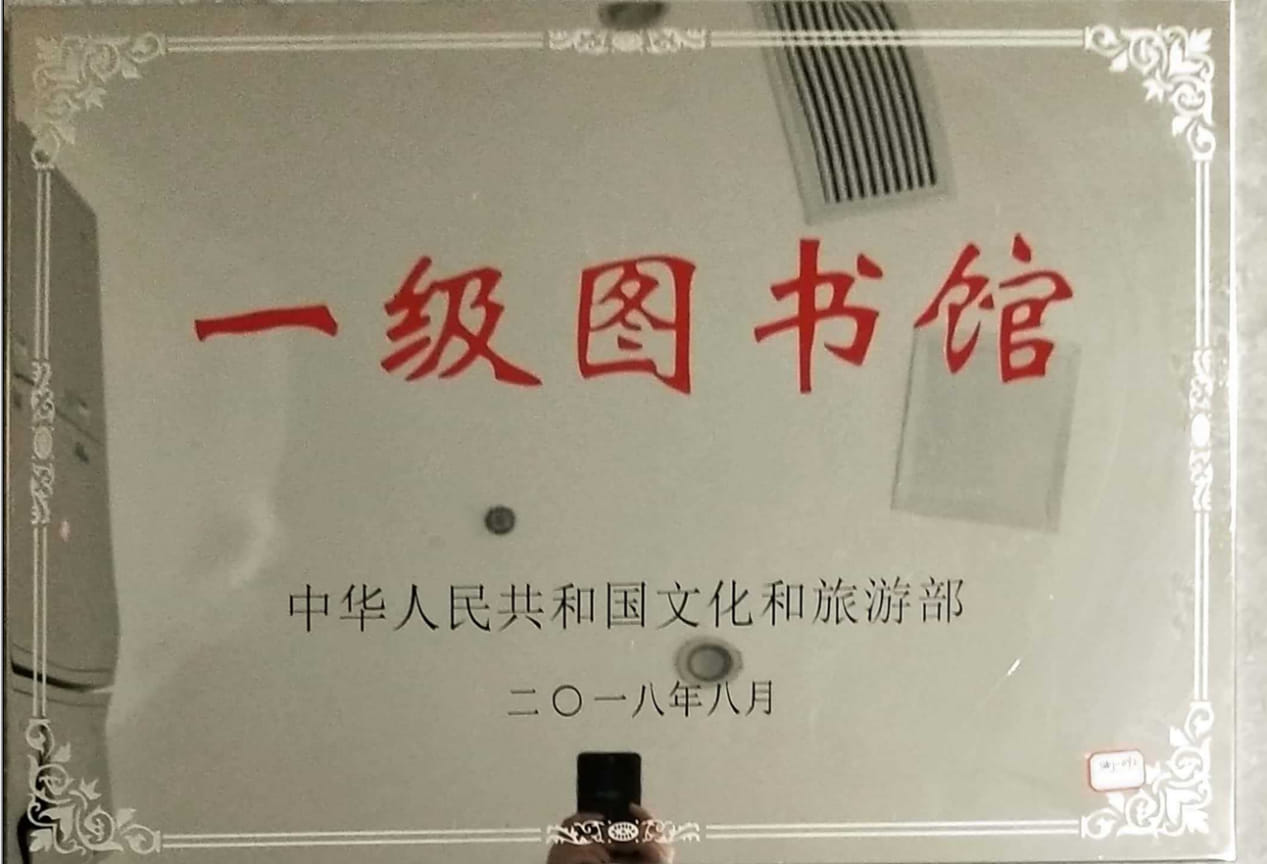 一级图书馆
中华人民共和国文化和旅游部
二〇一八年八月